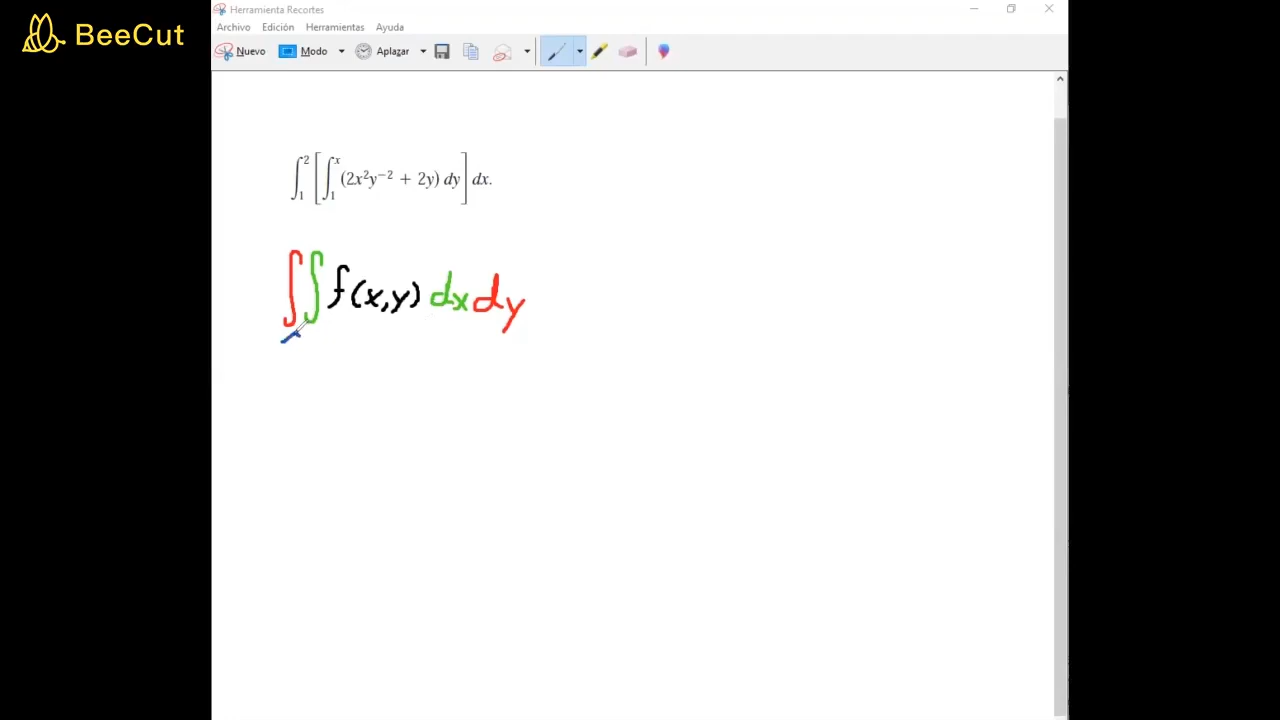 BeeCut
Herramienta Recortes
Archivo Edición Herramientas Ayuda
Nuevo Modo Aplazar
∫₁² [∫₁ˣ (2x²y⁻² + 2y) dy] dx.
∫∫ f(x,y) dx dy